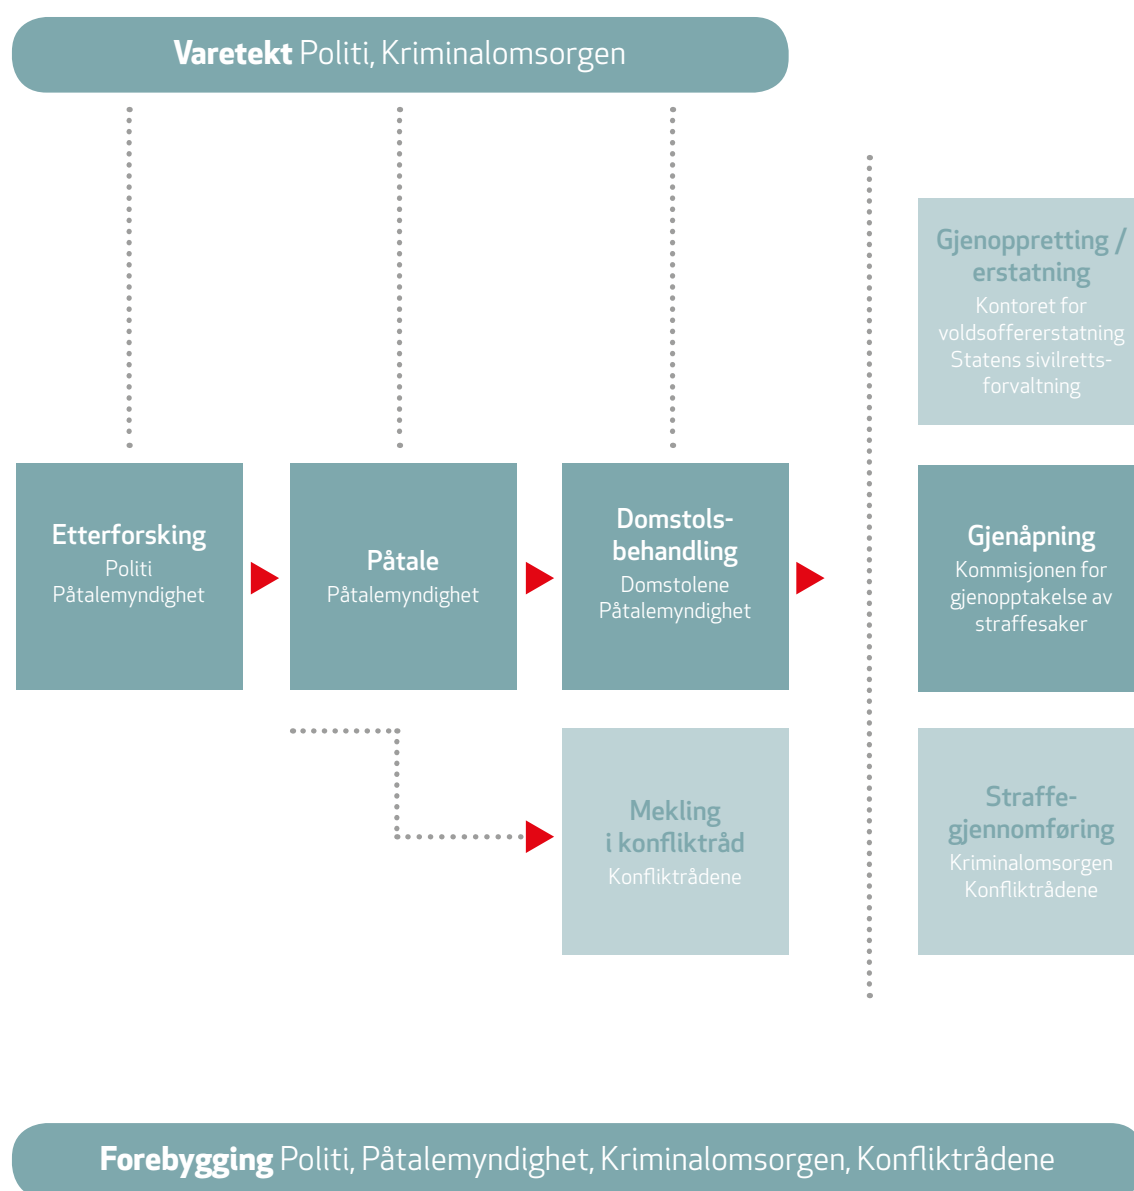 Varetekt Politi, Kriminalomsorgen
Gjenoppretting /
erstatning
Kontoret for
voldsoffererstatning
Statens sivilretts-
forvaltning
Etterforsking
Politi
Påtalemyndighet
Påtale
Påtalemyndighet
Domstols-
behandling
Domstolene
Påtalemyndighet
Gjenåpning
Kommisjonen for
gjenopptakelse av
straffesaker
Mekling
i konfliktråd
Konfliktrådene
Straffe-
gjennomføring
Kriminalomsorgen
Konfliktrådene
Forebygging Politi, Påtalemyndighet, Kriminalomsorgen, Konfliktrådene